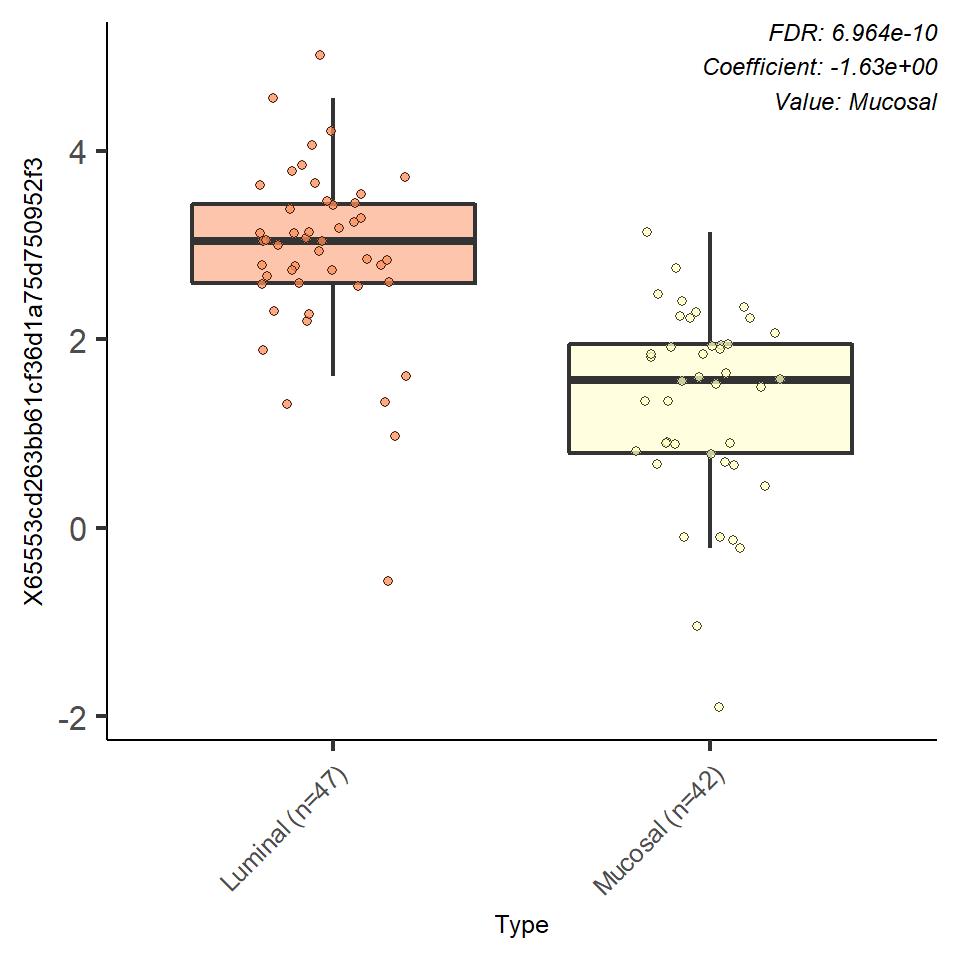 FDR: 6.964e-10
Coefficient: -1.63e+00
Value: Mucosal
X65553cd263bb61cf36d1a75d750952f3
4
2
0
-2
Luminal (n=47)
Mucosal (n=42)
Type